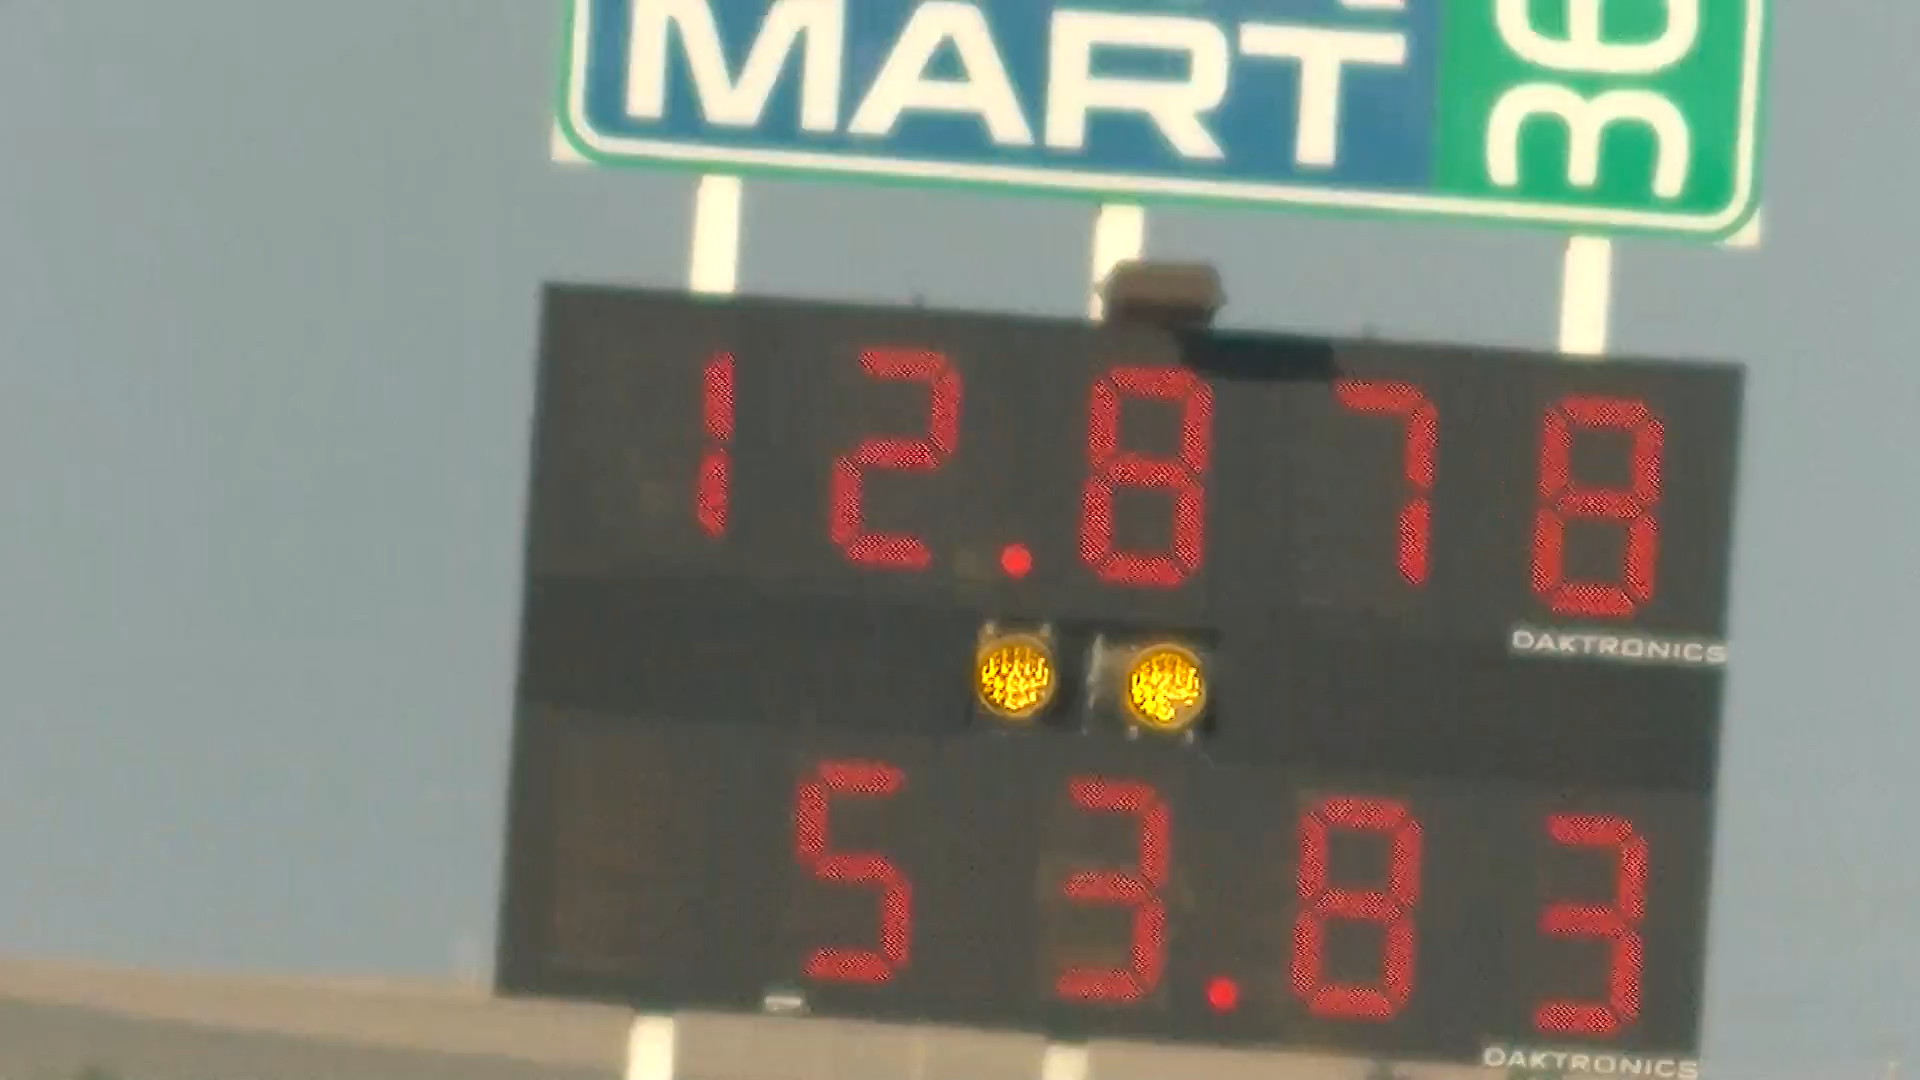 MART
36
12.878
DAKTRONICS
53.83
DAKTRONICS